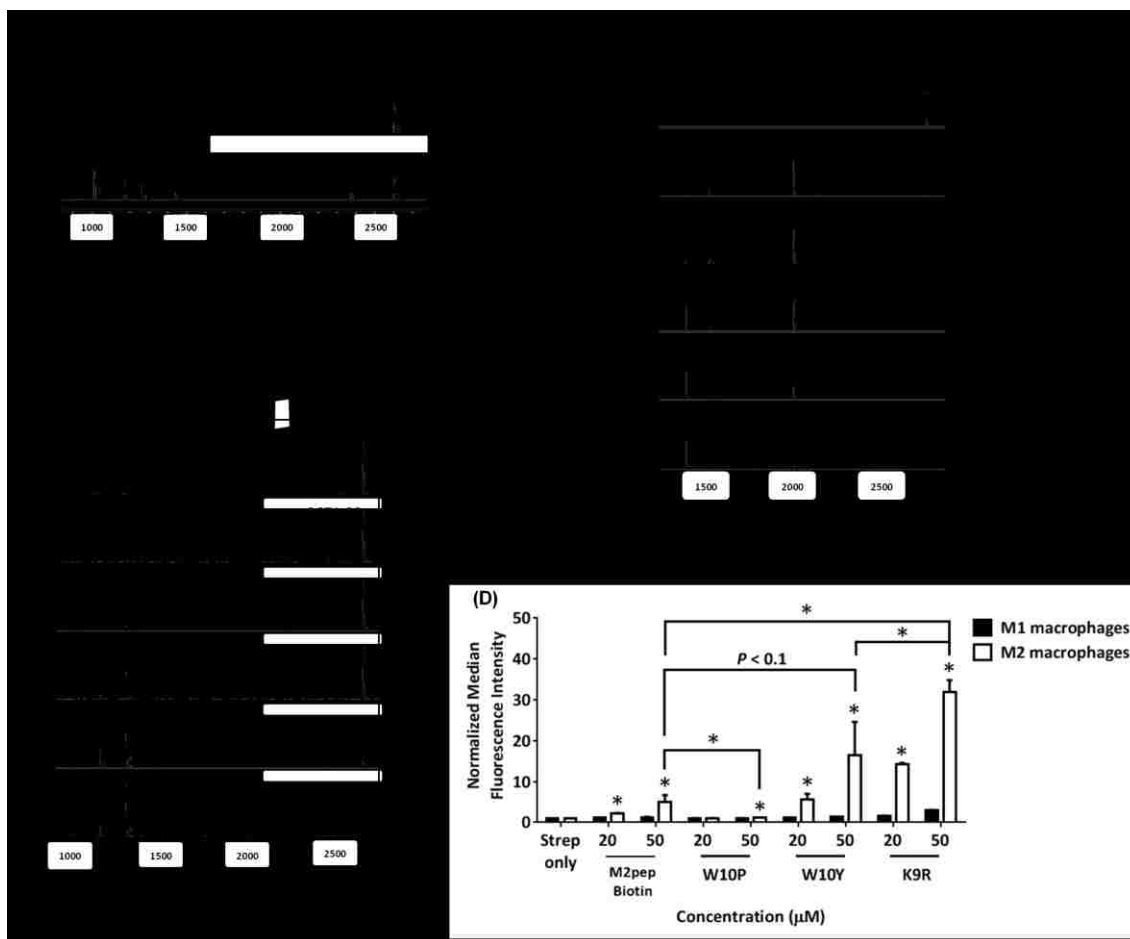 1000 1500 2000 2500
1500 2000 2500
1000 1500 2000 2500
(D)
Normalized Median
Fluorescence Intensity
50
40
30
20
10
0
M1 macrophages
M2 macrophages
*
*
P < 0.1
*
* * * * * * *
Strep
only
20 50 20 50 20 50 20 50
M2pep
Biotin
W10P W10Y K9R
Concentration (µM)